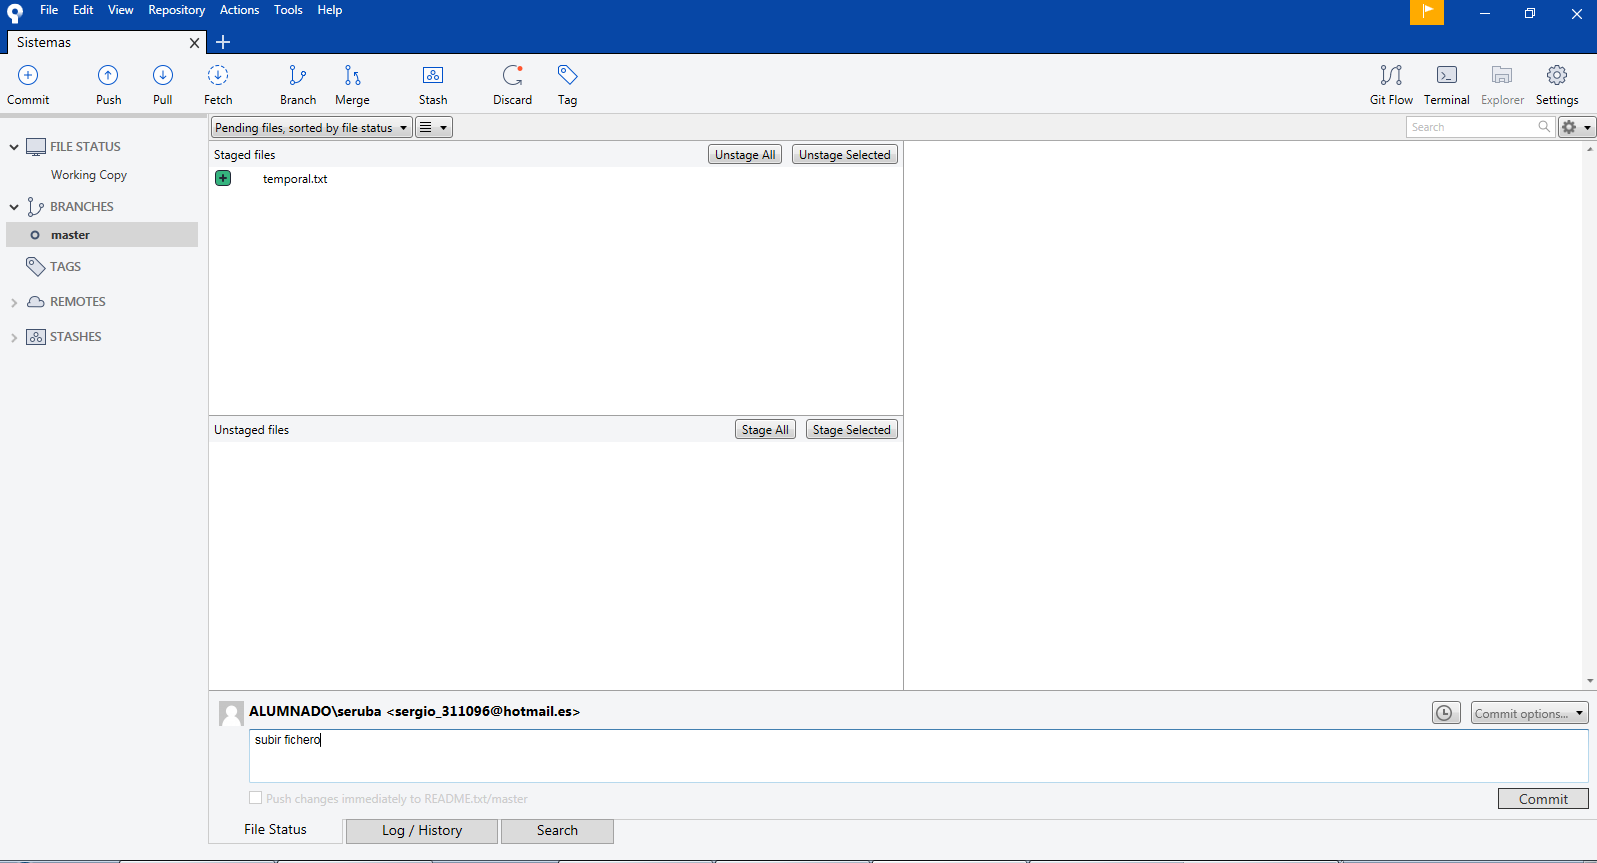 File Edit View Repository Actions Tools Help
Sistemas
Commit Push Pull Fetch Branch Merge Stash Discard Tag Git Flow Terminal Explorer Settings
Pending files, sorted by file status Search
FILE STATUS
Working Copy
BRANCHES
master
TAGS
REMOTES
STASHES
Staged files Unstage All Unstage Selected
temporal.txt
Unstaged files Stage All Stage Selected
ALUMNADO\seruba <sergio_311096@hotmail.es> Commit options...
subir fichero
Push changes immediately to README.txt/master Commit
File Status Log / History Search